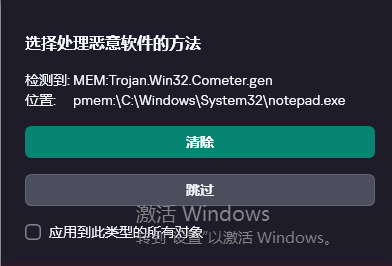 选择处理恶意软件的方法
检测到: MEM:Trojan.Win32.Cometer.gen
位置: pmem:\C:\Windows\System32\notepad.exe
清除
跳过
激活 Windows
应用到此类型的所有对象
转到"设置"以激活 Windows。